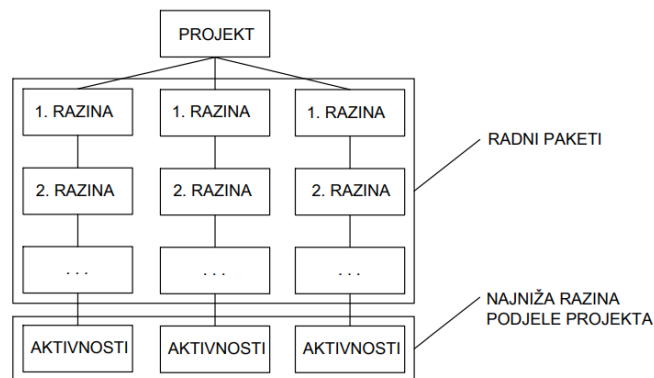 PROJEKT
1. RAZINA
1. RAZINA
1. RAZINA
RADNI PAKETI
2. RAZINA
2. RAZINA
2. RAZINA
. . .
. . .
. . .
NAJNIŽA RAZINA
PODJELE PROJEKTA
AKTIVNOSTI
AKTIVNOSTI
AKTIVNOSTI